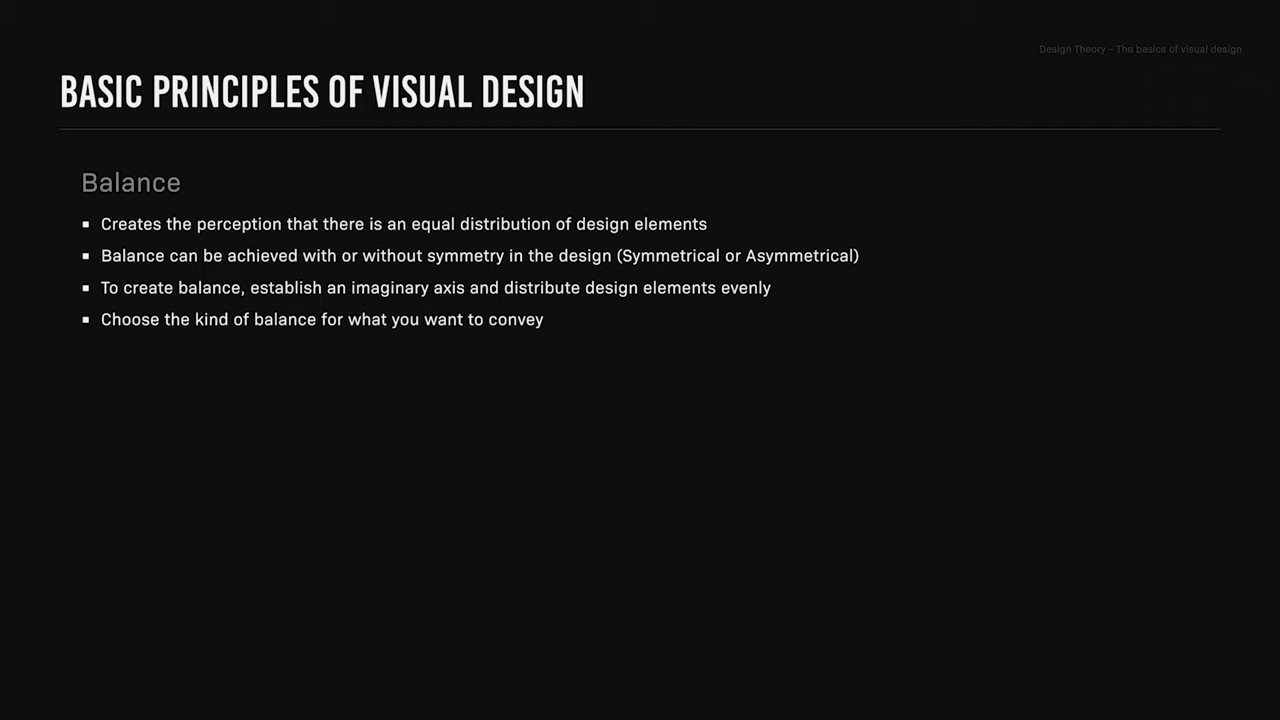 Design Theory – The basics of visual design
BASIC PRINCIPLES OF VISUAL DESIGN
Balance
▪ Creates the perception that there is an equal distribution of design elements
▪ Balance can be achieved with or without symmetry in the design (Symmetrical or Asymmetrical)
▪ To create balance, establish an imaginary axis and distribute design elements evenly
▪ Choose the kind of balance for what you want to convey